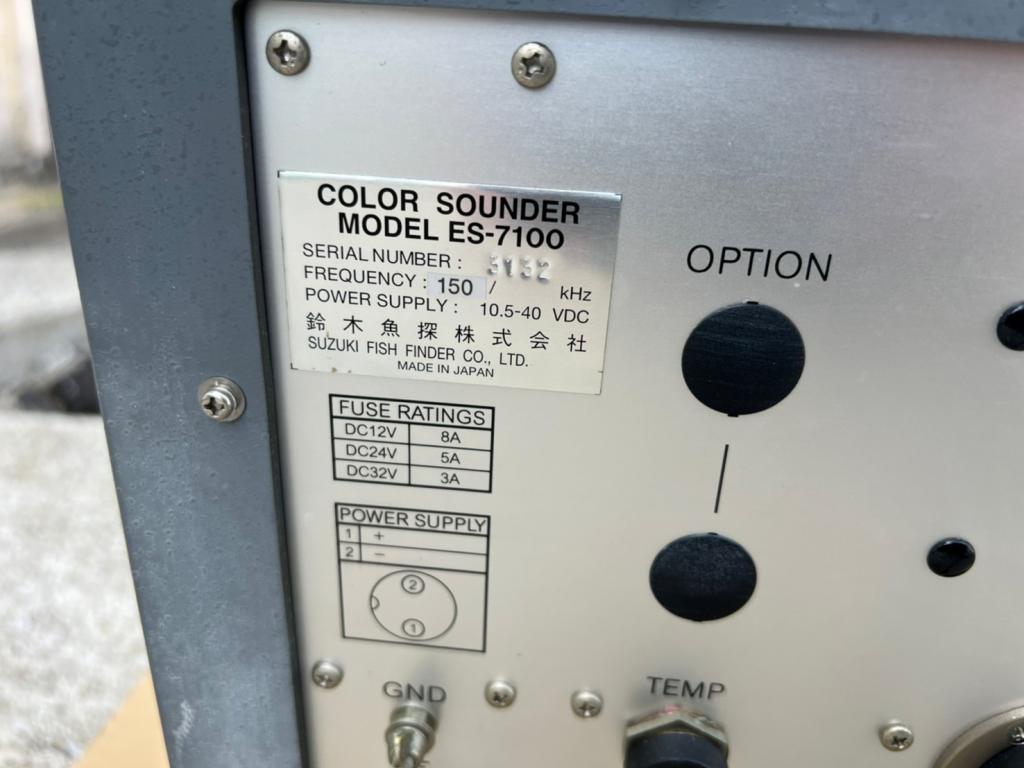 COLOR SOUNDER
MODEL ES-7100
SERIAL NUMBER : 3132
FREQUENCY : 150 / kHz
POWER SUPPLY : 10.5-40 VDC
鈴木魚探株式会社
SUZUKI FISH FINDER CO., LTD.
MADE IN JAPAN
FUSE RATINGS
DC12V 8A
DC24V 5A
DC32V 3A
POWER SUPPLY
1 +
2 −
2
1
GND
OPTION
TEMP